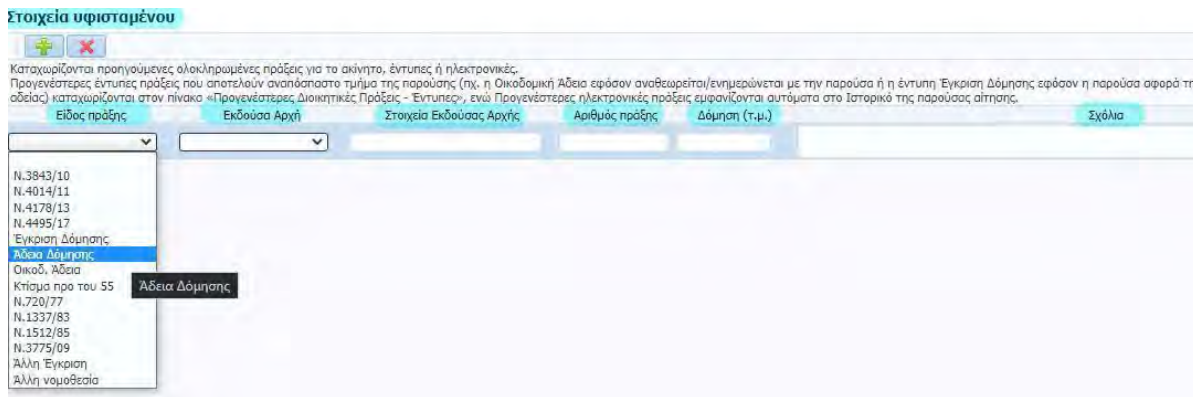 Στοιχεία υφισταμένου
Καταχωρίζονται προηγούμενες ολοκληρωμένες πράξεις για το ακίνητο, έντυπες ή ηλεκτρονικές.
Προγενέστερες έντυπες πράξεις που αποτελούν αναπόσπαστο τμήμα της παρούσης (πχ. η Οικοδομική Άδεια εφόσον αναθεωρείται/ενημερώνεται με την παρούσα ή η έντυπη Έγκριση Δόμησης εφόσον η παρούσα αφορά τη
αδείας) καταχωρίζονται στον πίνακα «Προγενέστερες Διοικητικές Πράξεις - Έντυπες», ενώ Προγενέστερες ηλεκτρονικές πράξεις εμφανίζονται αυτόματα στο Ιστορικό της παρούσας αίτησης.
Είδος πράξης Εκδούσα Αρχή Στοιχεία Εκδούσας Αρχής Αριθμός πράξης Δόμηση (τ.μ.) Σχόλια
Ν.3843/10
Ν.4014/11
Ν.4178/13
Ν.4495/17
Έγκριση Δόμησης
Άδεια Δόμησης
Οικοδ. Άδεια
Κτίσμα προ του 55 Άδεια Δόμησης
Ν.720/77
Ν.1337/83
Ν.1512/85
Ν.3775/09
Άλλη Έγκριση
Άλλη νομοθεσία